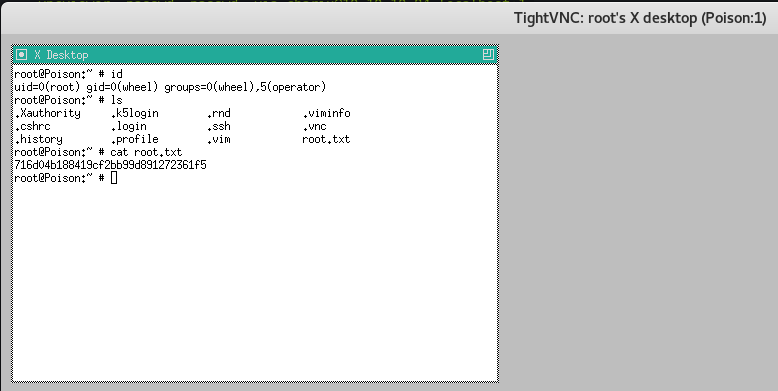 TightVNC: root's X desktop (Poison:1)
X Desktop
root@Poison:~ # id
uid=0(root) gid=0(wheel) groups=0(wheel),5(operator)
root@Poison:~ # ls
.Xauthority .k5login .rnd .viminfo
.cshrc .login .ssh .vnc
.history .profile .vim root.txt
root@Poison:~ # cat root.txt
716d04b188419cf2bb99d891272361f5
root@Poison:~ #